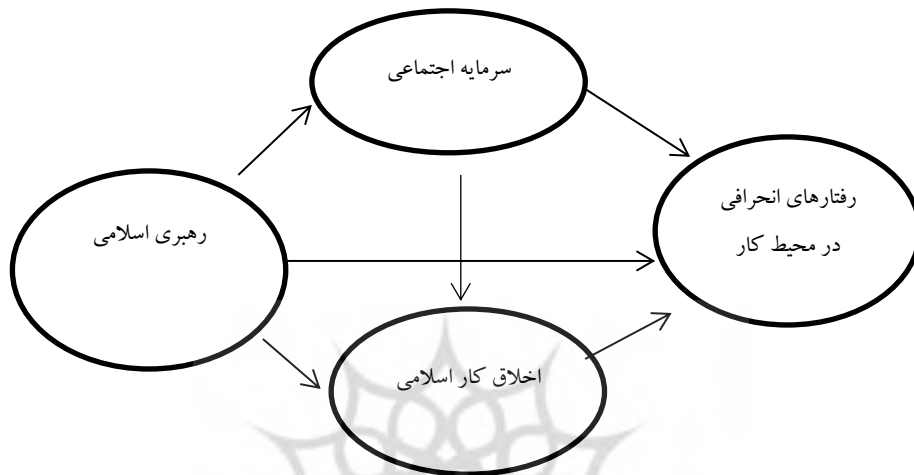 سرمایه اجتماعی
رفتارهای انحرافی
در محیط کار
رهبری اسلامی
اخلاق کار اسلامی